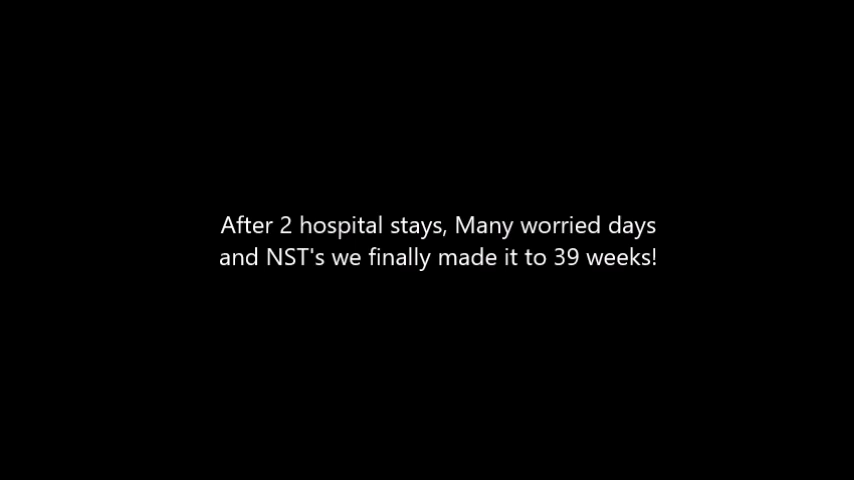 After 2 hospital stays, Many worried days
and NST's we finally made it to 39 weeks!